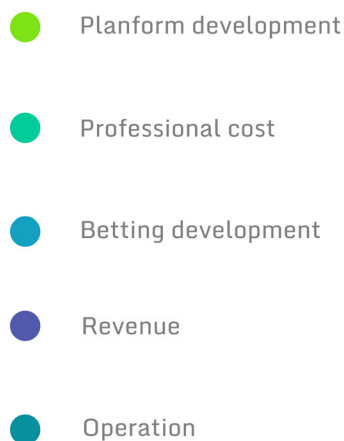 Planform development
Professional cost
Betting development
Revenue
Operation